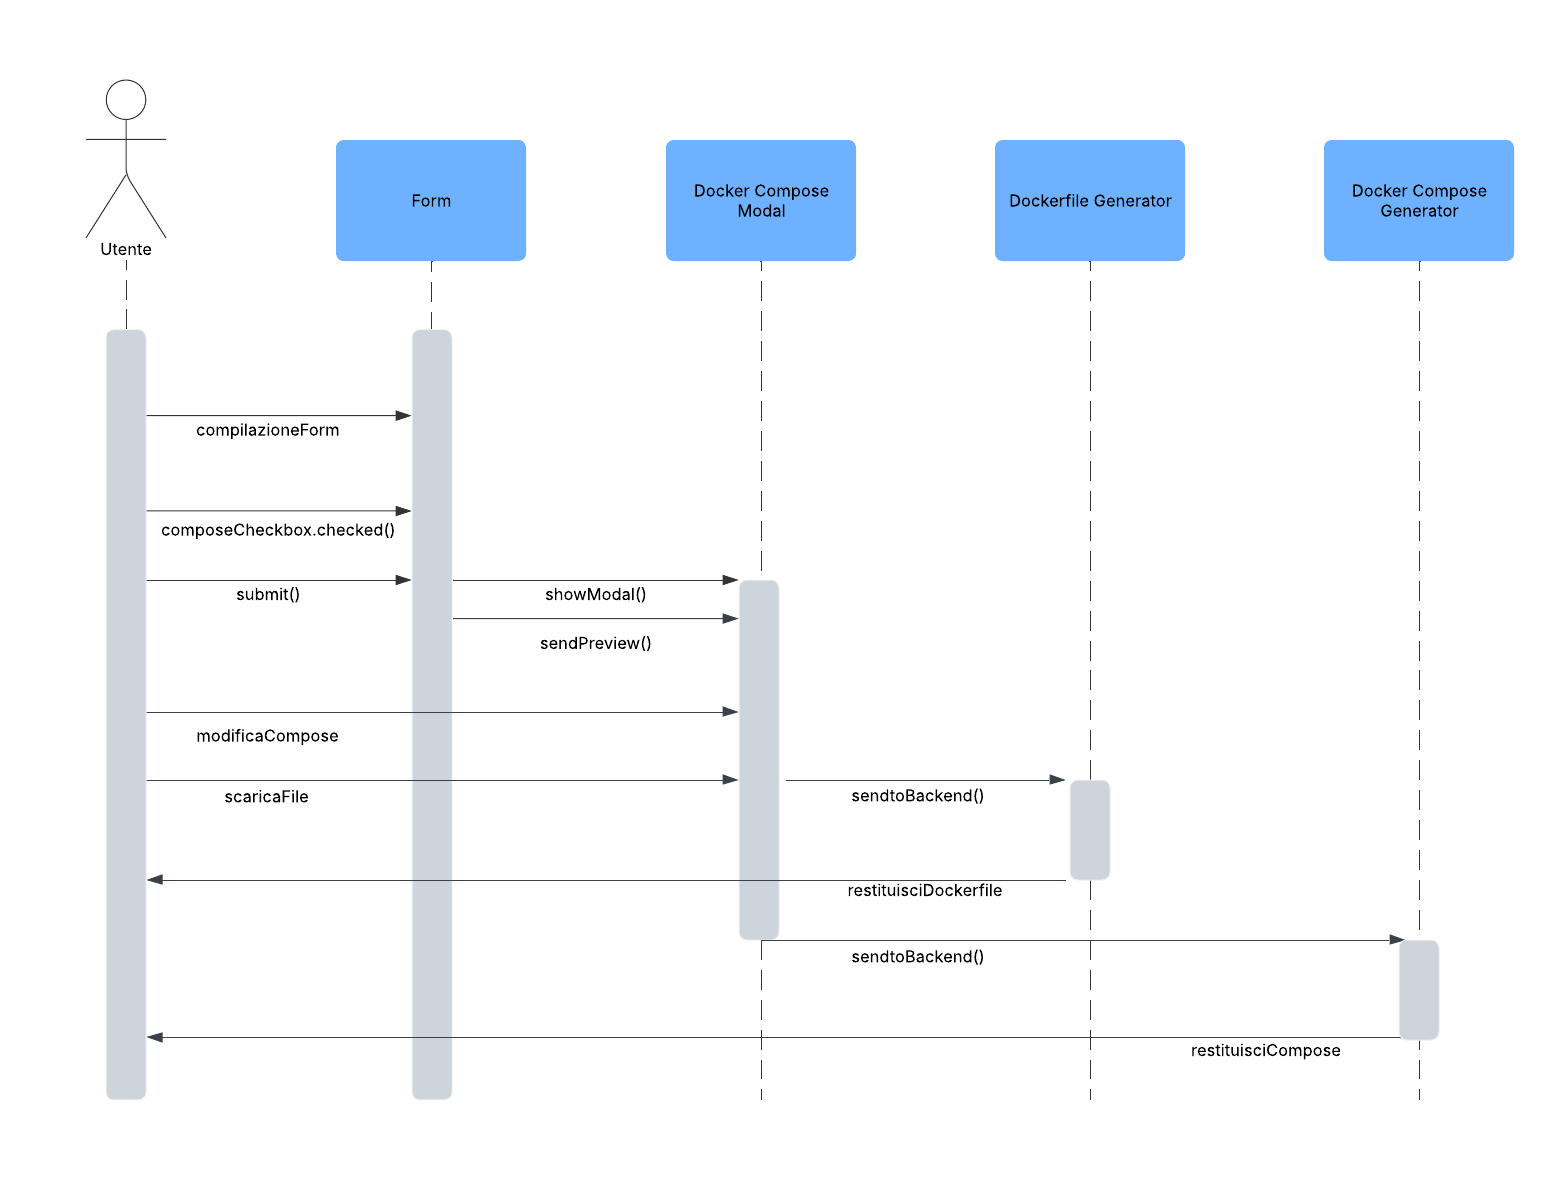 Utente
Form
Docker Compose
Modal
Dockerfile Generator
Docker Compose
Generator
compilazioneForm
composeCheckbox.checked()
submit()
showModal()
sendPreview()
modificaCompose
scaricaFile
sendtoBackend()
restituisciDockerfile
sendtoBackend()
restituisciCompose